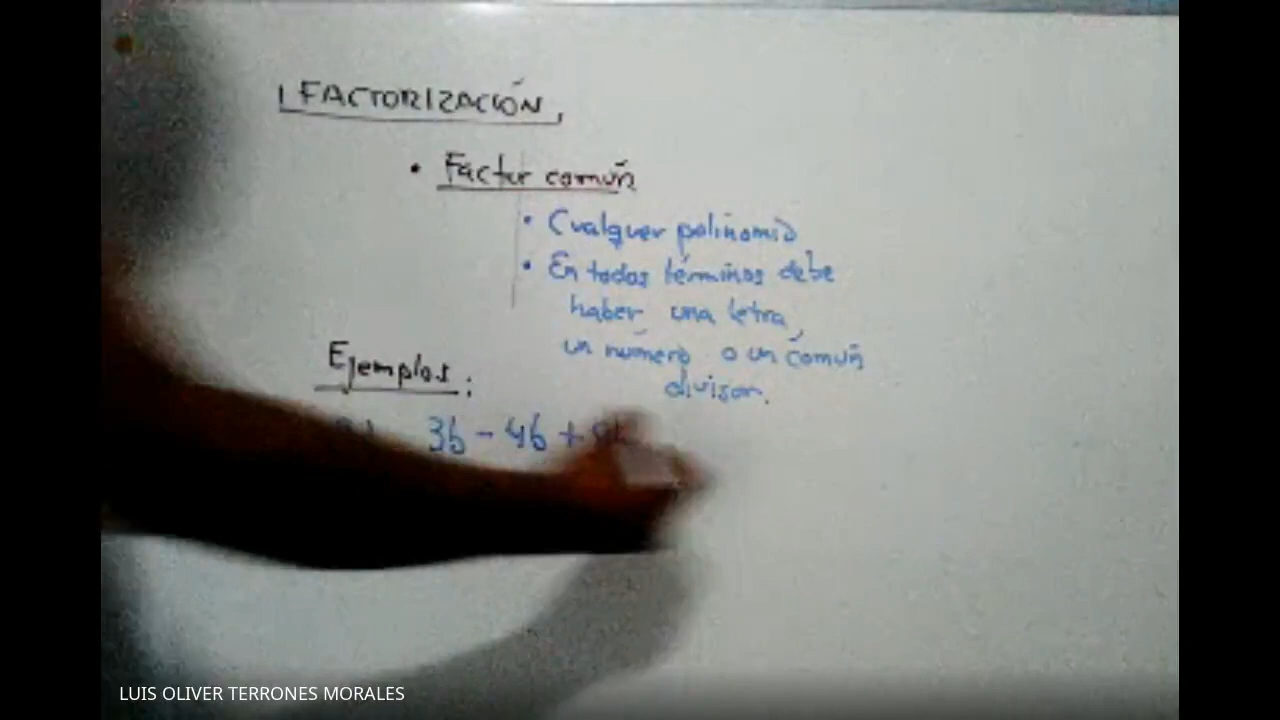 FACTORIZACIÓN
• Factor común
• Cualquer polinomio
• En todos términos debe
haber una letra,
un número o un común
divisor.
Ejemplos:
3b - 4b +
LUIS OLIVER TERRONES MORALES